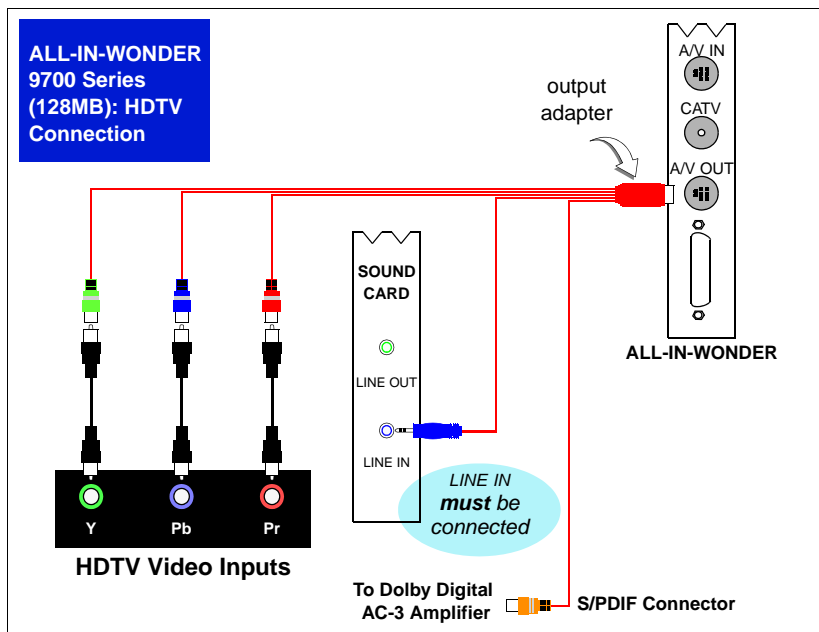 ALL-IN-WONDER
9700 Series
(128MB): HDTV
Connection
output
adapter
A/V IN
CATV
A/V OUT
ALL-IN-WONDER
SOUND
CARD
LINE OUT
LINE IN
LINE IN
must be
connected
Y Pb Pr
HDTV Video Inputs
To Dolby Digital
AC-3 Amplifier
S/PDIF Connector